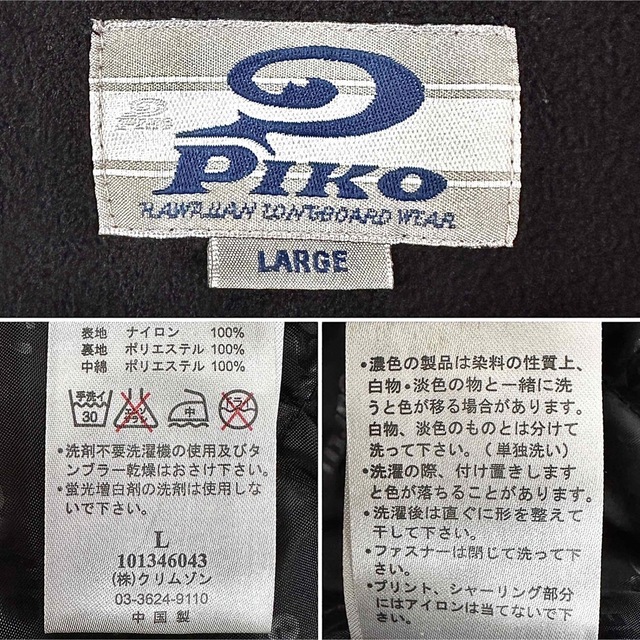 PIKO
HAWAIIAN LONGBOARD WEAR
LARGE
表地 ナイロン 100%
裏地 ポリエステル 100%
中綿 ポリエステル 100%
手洗イ
30
エンソ
サラシ
中
・洗剤不要洗濯機の使用及びタ
ンブラー乾燥はおさけ下さい。
・蛍光増白剤の洗剤は使用しな
いで下さい。
L
101346043
(株)クリムゾン
03-3624-9110
中国製
・濃色の製品は染料の性質上、
白物・淡色の物と一緒に洗
うと色が移る場合があります。
白物、淡色のものとは分けて
洗って下さい。(単独洗い)
・洗濯の際、付け置きします
と色が落ちることがあります。
・洗濯後は直ぐに形を整えて
干して下さい。
・ファスナーは閉じて洗って下
さい。
・プリント、シャーリング部分
にはアイロンは当てないで下
さい。